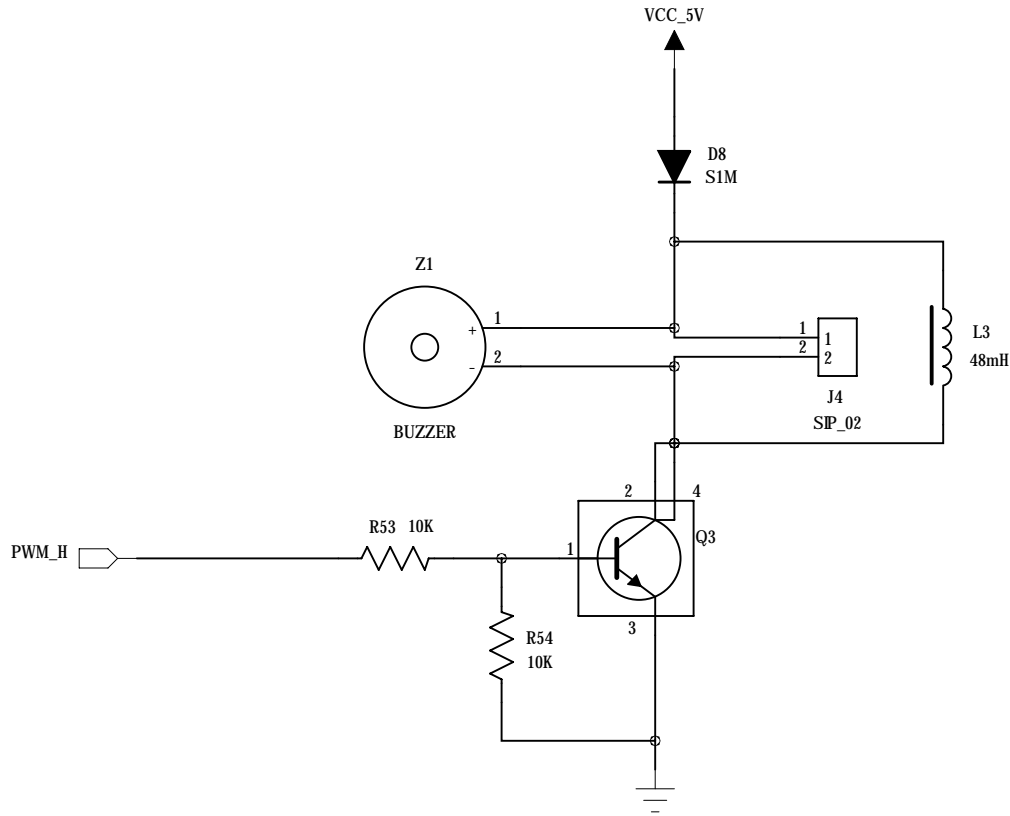 VCC_5V
D8
S1M
Z1
+ 1
- 2
BUZZER
1 1
2 2
J4
SIP_02
L3
48mH
2 4
R53 10K
Q3
PWM_H
1
3
R54
10K